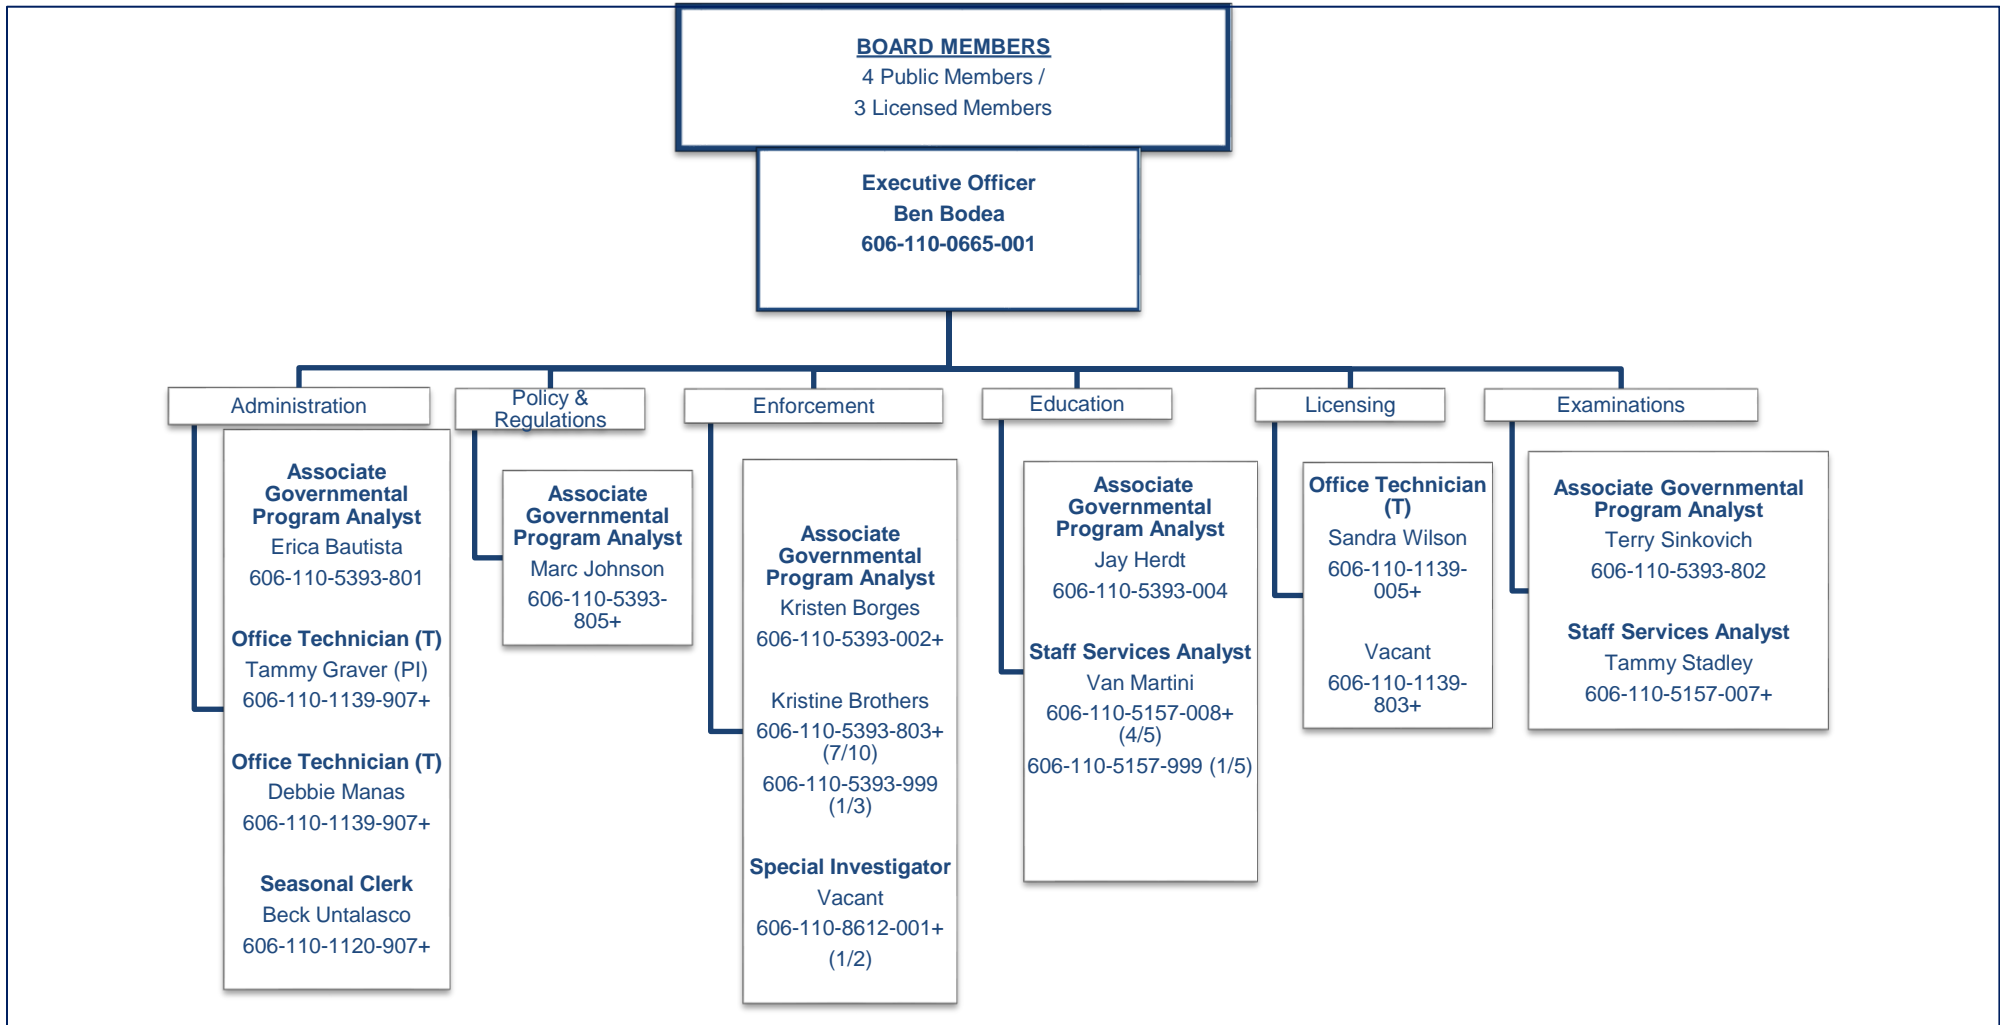 BOARD MEMBERS
4 Public Members /
3 Licensed Members
Executive Officer
Ben Bodea
606-110-0665-001
Administration
Associate
Governmental
Program Analyst
Erica Bautista
606-110-5393-801
Office Technician (T)
Tammy Graver (PI)
606-110-1139-907+
Office Technician (T)
Debbie Manas
606-110-1139-907+
Seasonal Clerk
Beck Untalasco
606-110-1120-907+
Policy &
Regulations
Associate
Governmental
Program Analyst
Marc Johnson
606-110-5393-
805+
Enforcement
Associate
Governmental
Program Analyst
Kristen Borges
606-110-5393-002+
Kristine Brothers
606-110-5393-803+
(7/10)
606-110-5393-999
(1/3)
Special Investigator
Vacant
606-110-8612-001+
(1/2)
Education
Associate
Governmental
Program Analyst
Jay Herdt
606-110-5393-004
Staff Services Analyst
Van Martini
606-110-5157-008+
(4/5)
606-110-5157-999 (1/5)
Licensing
Office Technician
(T)
Sandra Wilson
606-110-1139-
005+
Vacant
606-110-1139-
803+
Examinations
Associate Governmental
Program Analyst
Terry Sinkovich
606-110-5393-802
Staff Services Analyst
Tammy Stadley
606-110-5157-007+